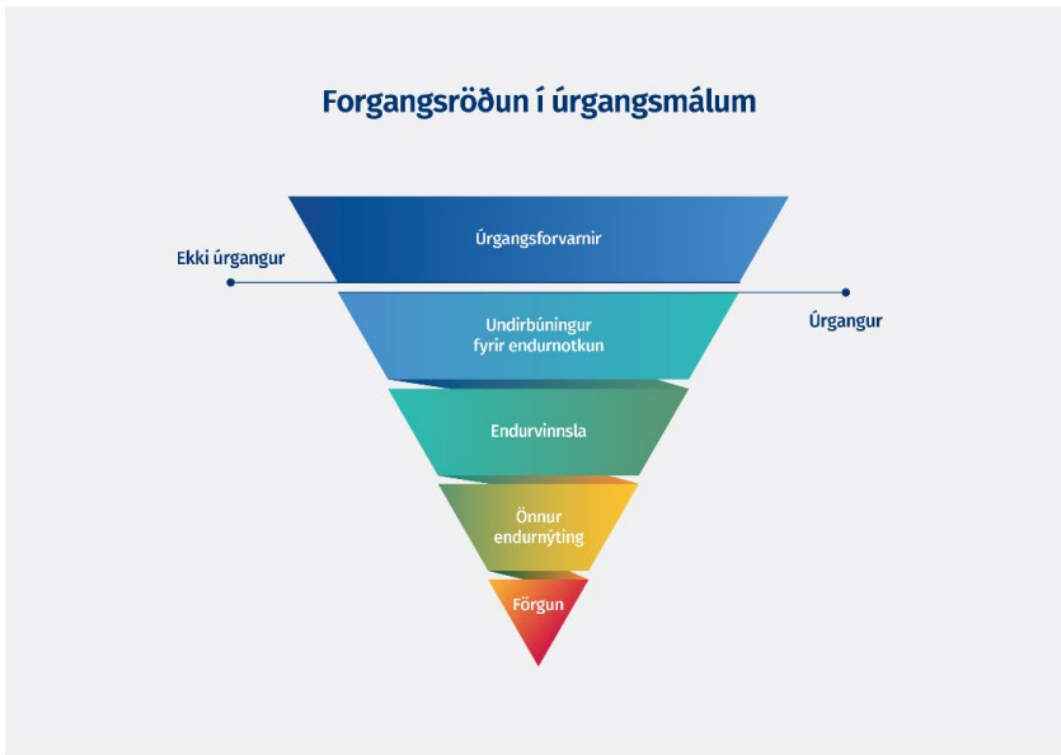 Forgangsröðun í úrgangsmálum
Úrgangsforvarnir
Ekki úrgangur
Úrgangur
Undirbúningur
fyrir endurnotkun
Endurvinnsla
Önnur
endurnýting
Förgun